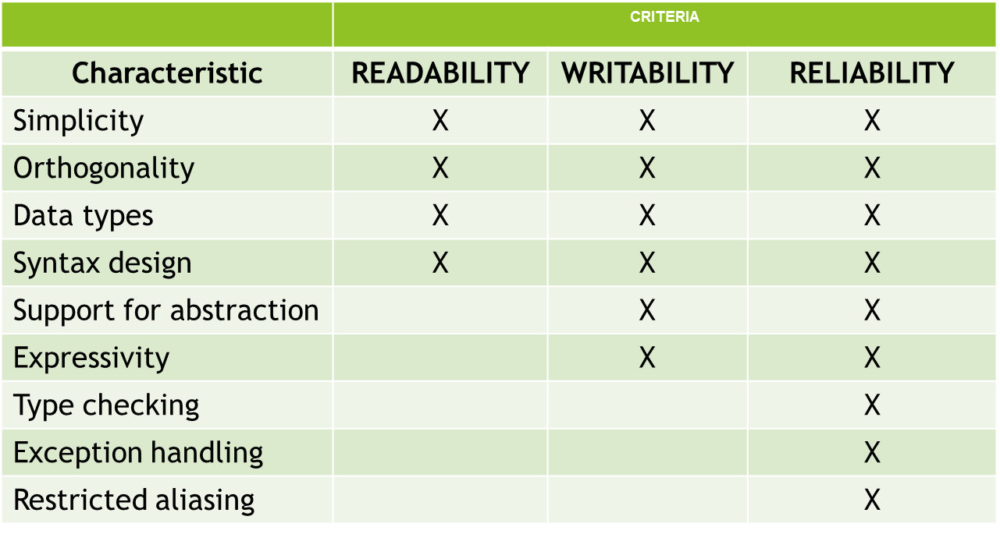 CRITERIA
Characteristic READABILITY WRITABILITY RELIABILITY
Simplicity X X X
Orthogonality X X X
Data types X X X
Syntax design X X X
Support for abstraction X X
Expressivity X X
Type checking X
Exception handling X
Restricted aliasing X